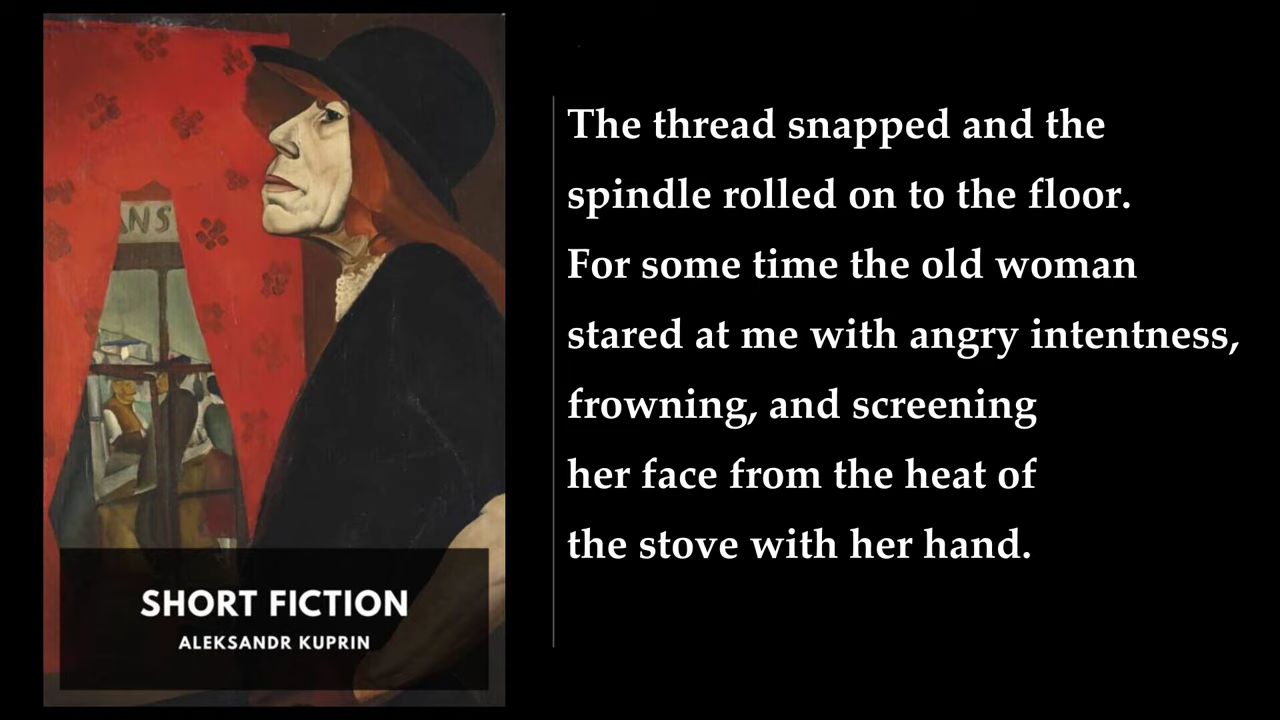 ANS
SHORT FICTION
ALEKSANDR KUPRIN
The thread snapped and the
spindle rolled on to the floor.
For some time the old woman
stared at me with angry intentness,
frowning, and screening
her face from the heat of
the stove with her hand.